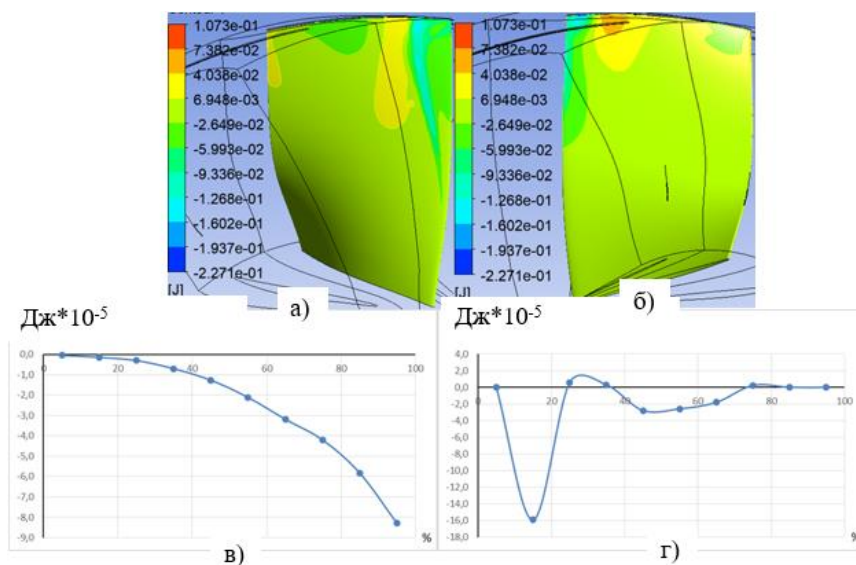 1.073e-01
7.382e-02
4.038e-02
6.948e-03
-2.649e-02
-5.993e-02
-9.336e-02
-1.268e-01
-1.602e-01
-1.937e-01
-2.271e-01
[J]
1.073e-01
7.382e-02
4.038e-02
6.948e-03
-2.649e-02
-5.993e-02
-9.336e-02
-1.268e-01
-1.602e-01
-1.937e-01
-2.271e-01
[J]
а)
б)
Дж*10-5
0,0
-1,0
-2,0
-3,0
-4,0
-5,0
-6,0
-7,0
-8,0
-9,0
0 20 40 60 80 100
%
в)
Дж*10-5
4,0
2,0
0,0
-2,0
-4,0
-6,0
-8,0
-10,0
-12,0
-14,0
-16,0
-18,0
0 20 40 60 80 100
%
г)